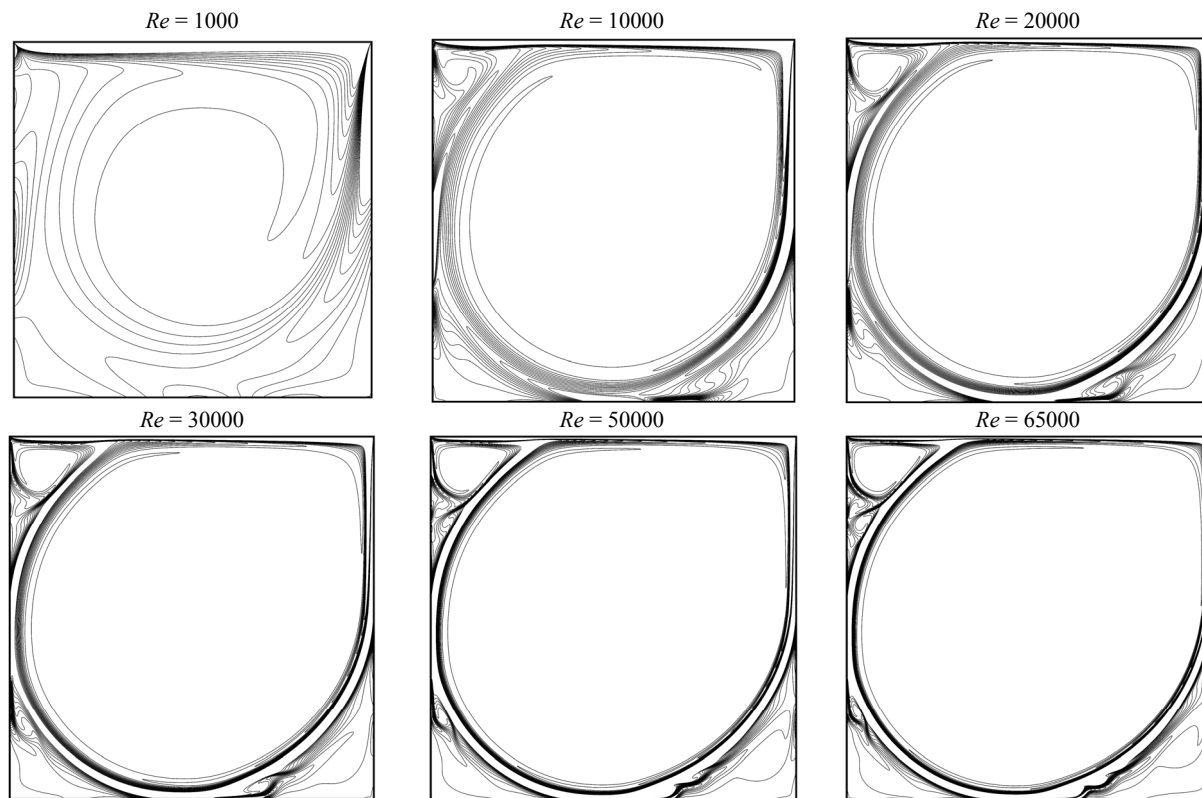 Re = 1000
Re = 10000
Re = 20000
Re = 30000
Re = 50000
Re = 65000